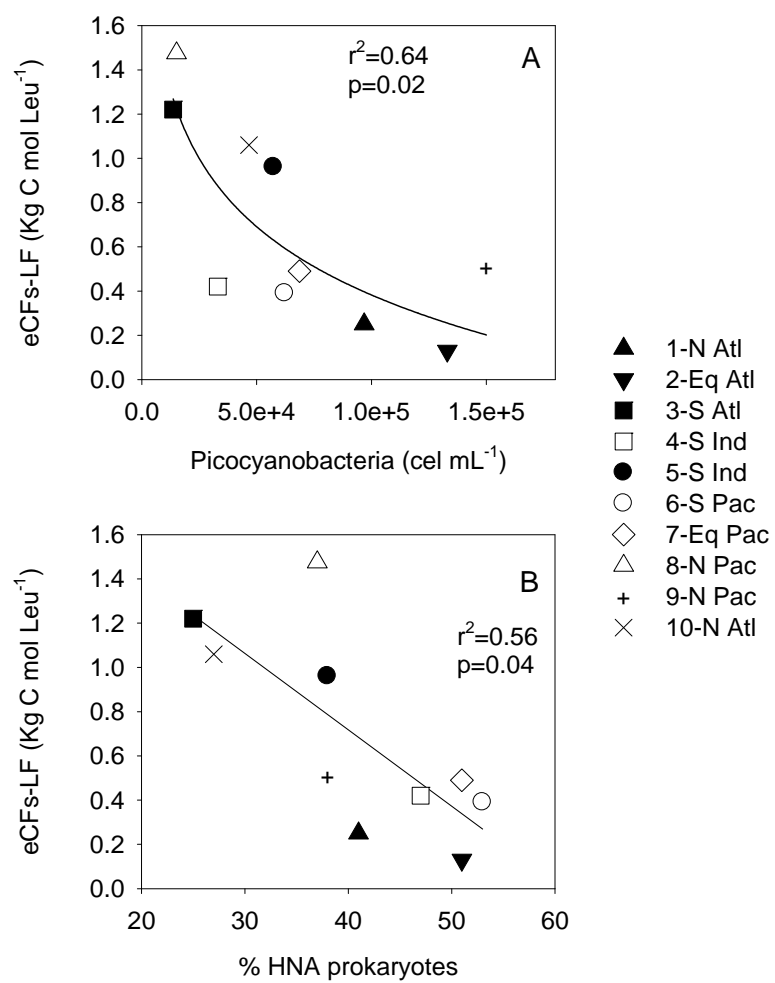 A
r²=0.64
p=0.02
eCFs-LF (Kg C mol Leu⁻¹)
1.6
1.4
1.2
1.0
0.8
0.6
0.4
0.2
0.0
0.0 5.0e+4 1.0e+5 1.5e+5
Picocyanobacteria (cel mL⁻¹)
1-N Atl
2-Eq Atl
3-S Atl
4-S Ind
5-S Ind
6-S Pac
7-Eq Pac
8-N Pac
9-N Pac
10-N Atl
B
r²=0.56
p=0.04
eCFs-LF (Kg C mol Leu⁻¹)
1.6
1.4
1.2
1.0
0.8
0.6
0.4
0.2
0.0
20 30 40 50 60
% HNA prokaryotes